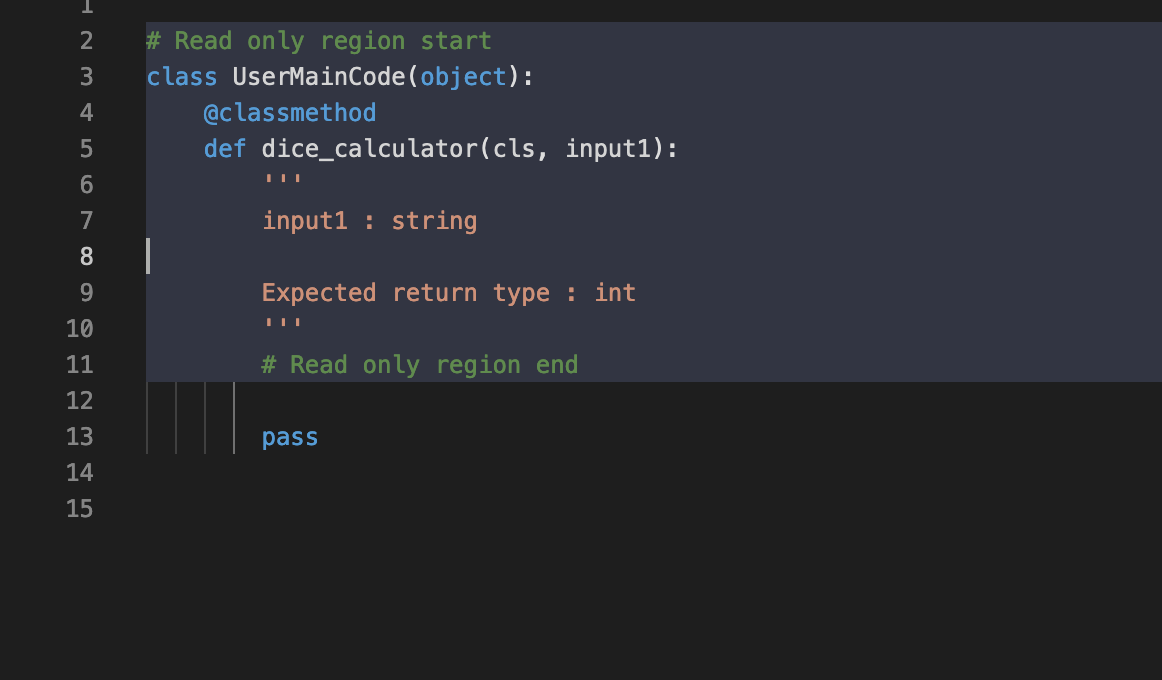 1
2 # Read only region start
3 class UserMainCode(object):
4     @classmethod
5     def dice_calculator(cls, input1):
6         '''
7         input1 : string
8
9         Expected return type : int
10         '''
11         # Read only region end
12
13         pass
14
15